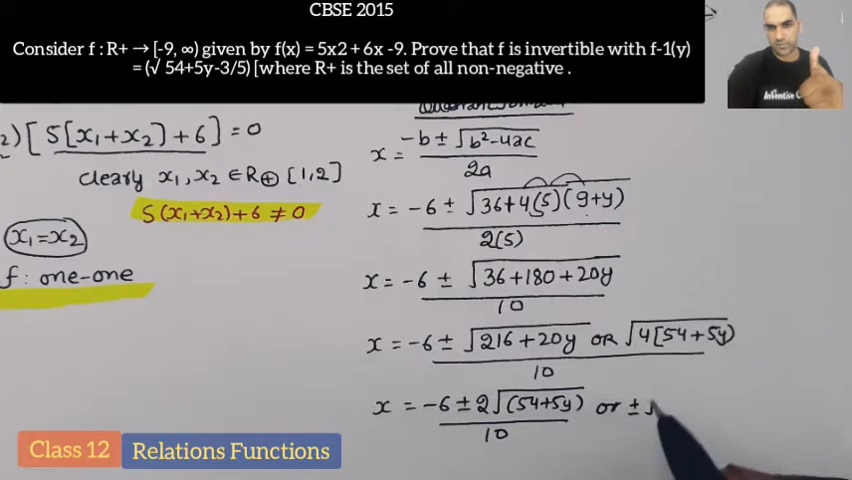 CBSE 2015
Consider f : R+ → [-9, ∞) given by f(x) = 5x2 + 6x -9. Prove that f is invertible with f-1(y)
= (√ 54+5y-3/5) [where R+ is the set of all non-negative .
Inventive
2)[5[x₁+x₂]+6]=0
clearly x₁,x₂ ∈ R⊕ [1,2]
5(x₁+x₂)+6 ≠ 0
x₁=x₂
f : one-one
x = (-b ± √(b²-4ac))/2a
x = (-6 ± √(36+4(5)(9+y)))/2(5)
x = (-6 ± √(36+180+20y))/10
x = (-6 ± √(216+20y) OR √(4[54+5y)))/10
x = (-6 ± 2√(54+5y))/10 or ± √
Class 12
Relations Functions